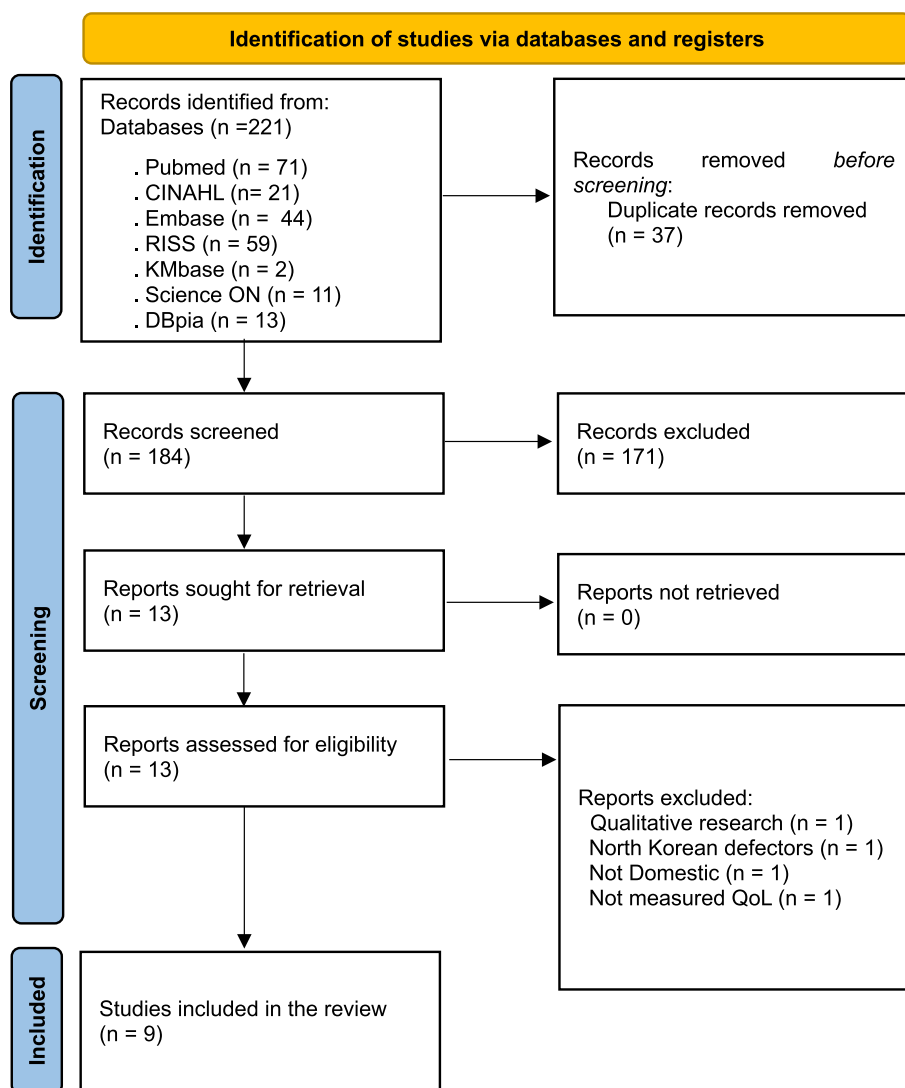 Identification of studies via databases and registers
Identification
Records identified from:
Databases (n =221)
. Pubmed (n = 71)
. CINAHL (n= 21)
. Embase (n =  44)
. RISS (n = 59)
. KMbase (n = 2)
. Science ON (n = 11)
. DBpia (n = 13)
Records removed before
screening:
Duplicate records removed
(n = 37)
Screening
Records screened
(n = 184)
Records excluded
(n = 171)
Reports sought for retrieval
(n = 13)
Reports not retrieved
(n = 0)
Reports assessed for eligibility
(n = 13)
Reports excluded:
Qualitative research (n = 1)
North Korean defectors (n = 1)
Not Domestic (n = 1)
Not measured QoL (n = 1)
Included
Studies included in the review
(n = 9)